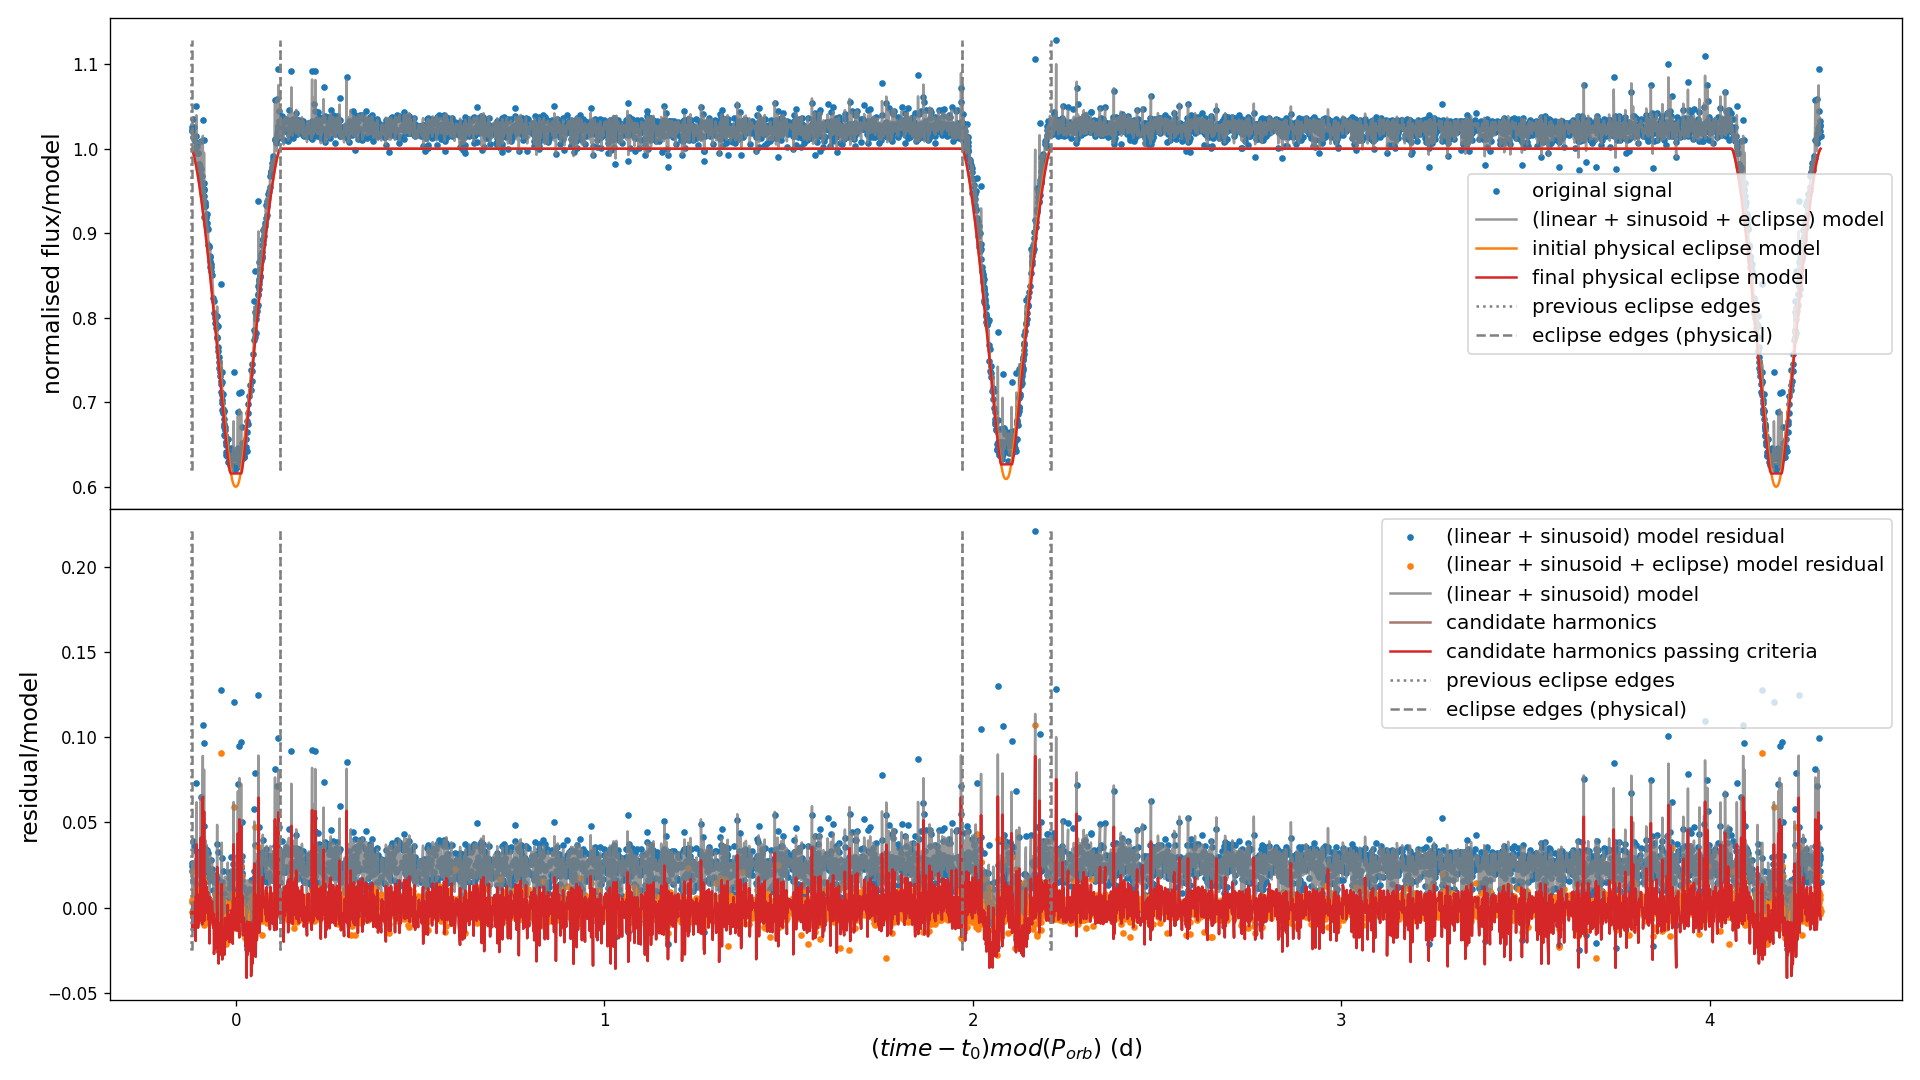 normalised flux/model
1.1
1.0
0.9
0.8
0.7
0.6
original signal
(linear + sinusoid + eclipse) model
initial physical eclipse model
final physical eclipse model
previous eclipse edges
eclipse edges (physical)
residual/model
0.20
0.15
0.10
0.05
0.00
−0.05
(linear + sinusoid) model residual
(linear + sinusoid + eclipse) model residual
(linear + sinusoid) model
candidate harmonics
candidate harmonics passing criteria
previous eclipse edges
eclipse edges (physical)
0 1 2 3 4
(time − t₀)mod(P_orb) (d)